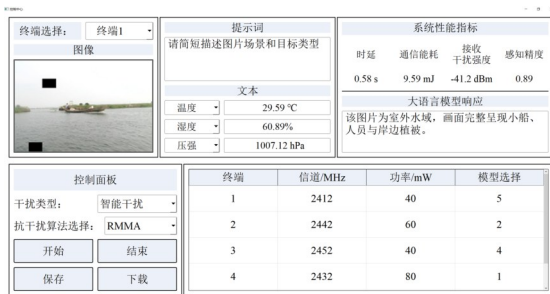 终端选择： 终端1
图像
提示词
请简短描述图片场景和目标类型
文本
温度 29.59 ℃
湿度 60.89%
压强 1007.12 hPa
系统性能指标
时延 通信能耗 接收干扰强度 感知精度
0.58 s 9.59 mJ -41.2 dBm 0.89
大语言模型响应
该图片为室外水域，画面完整呈现小船、
人员与岸边植被。
控制面板
干扰类型： 智能干扰
抗干扰算法选择： RMMA
开始 结束
保存 下载
终端 信道/MHz 功率/mW 模型选择
1 2412 40 5
2 2442 60 2
3 2452 40 4
4 2432 80 1